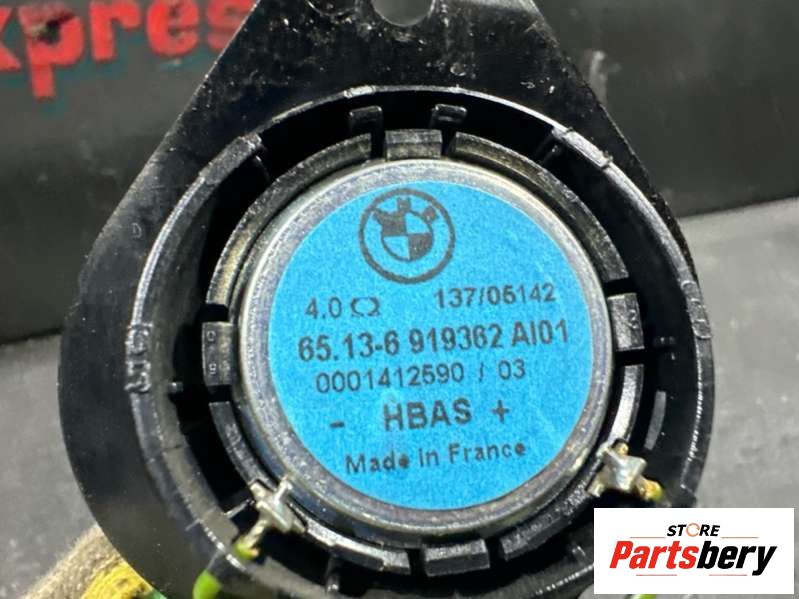 xpres
4.0 Ω 137/05142
65.13-6 919362 AI01
0001412590 / 03
- HBAS +
Made in France
STORE
Partsbery